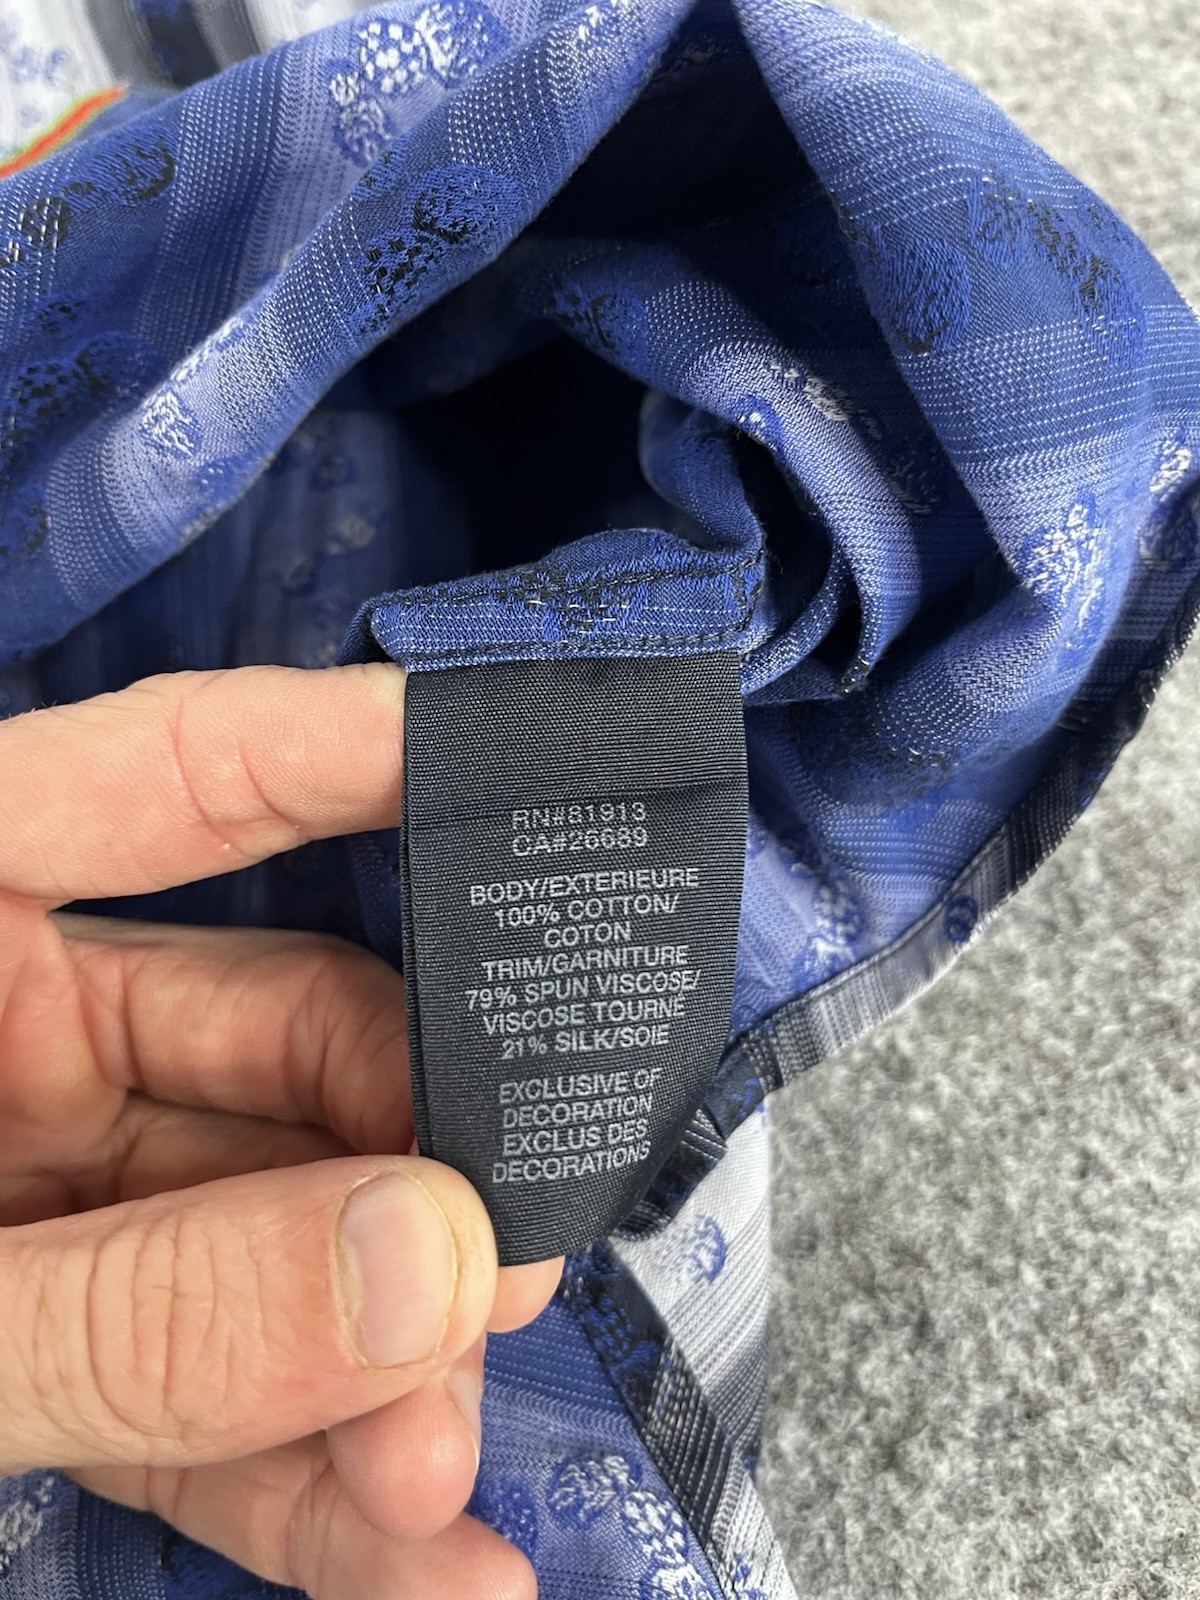 RN#81913
CA#26689
BODY/EXTERIEURE
100% COTTON/
COTON
TRIM/GARNITURE
79% SPUN VISCOSE/
VISCOSE TOURNÉ
21% SILK/SOIE
EXCLUSIVE OF
DECORATION
EXCLUS DES
DECORATIONS